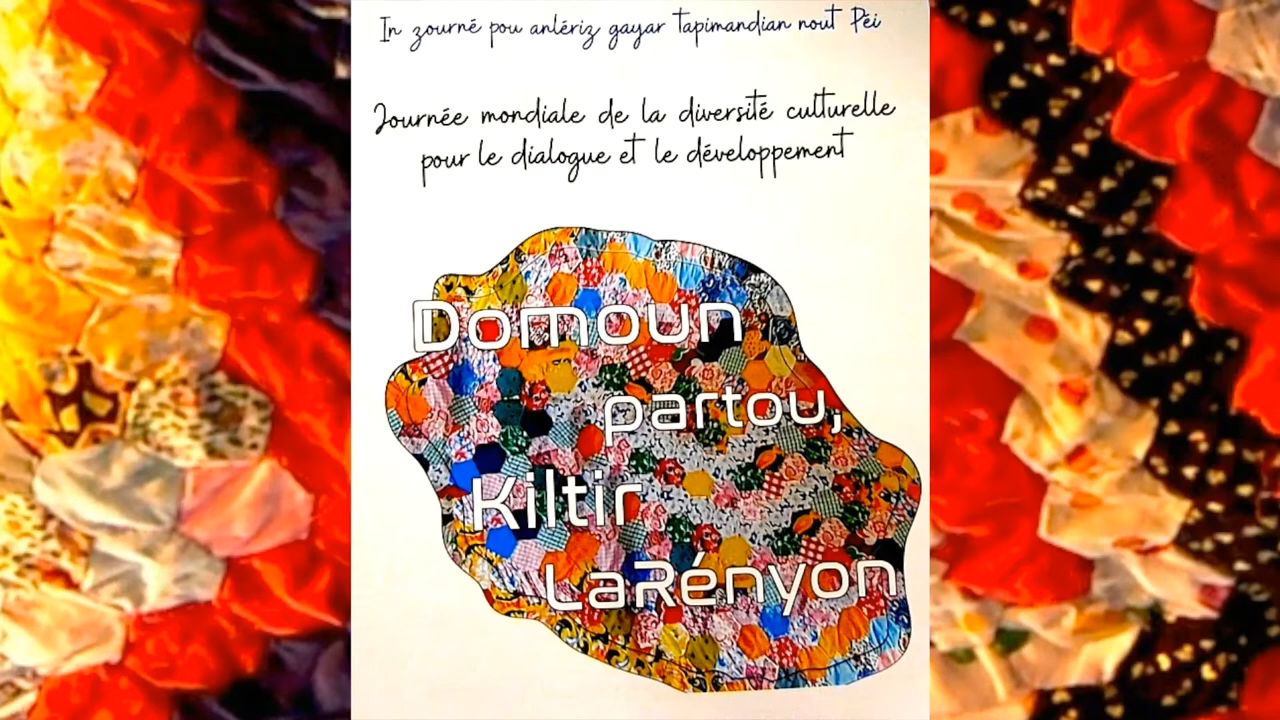 In zourné pou anlériz gayar tapimandian nout Péi
Journée mondiale de la diversité culturelle
pour le dialogue et le développement
Domoun
partou,
Kiltir
LaRényon